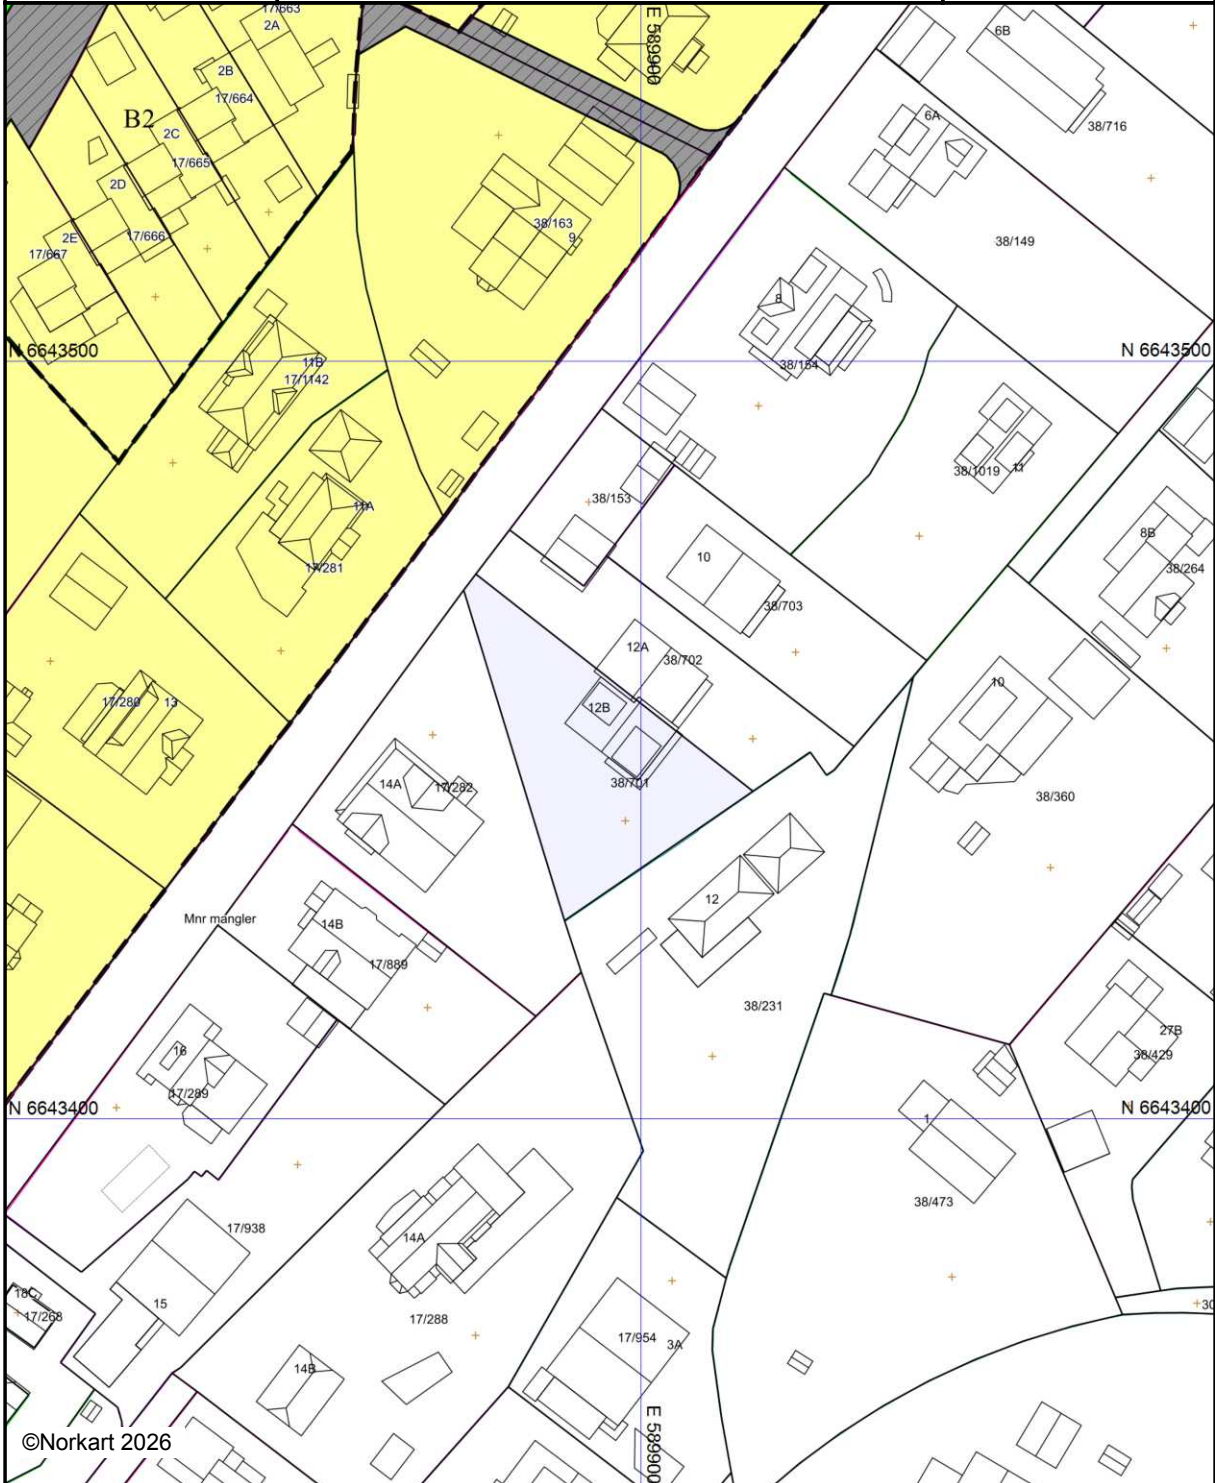 17/663
2A
6B
E 589900
2B
17/664
B2
2C
17/665
6A
38/716
2D
38/163
9
2E
17/666
17/667
38/149
8
N 6643500
N 6643500
11B
17/1142
38/154
38/1019
11
38/153
11A
8B
10
17/281
38/264
38/703
12A
38/702
10
17/280
13
12B
14A
17/282
38/701
38/360
12
Mnr mangler
14B
17/889
38/231
27B
16
38/429
17/289
N 6643400
N 6643400
1
38/473
17/938
14A
18C
15
17/268
30
17/288
17/954
3A
14B
E 589900
©Norkart 2026